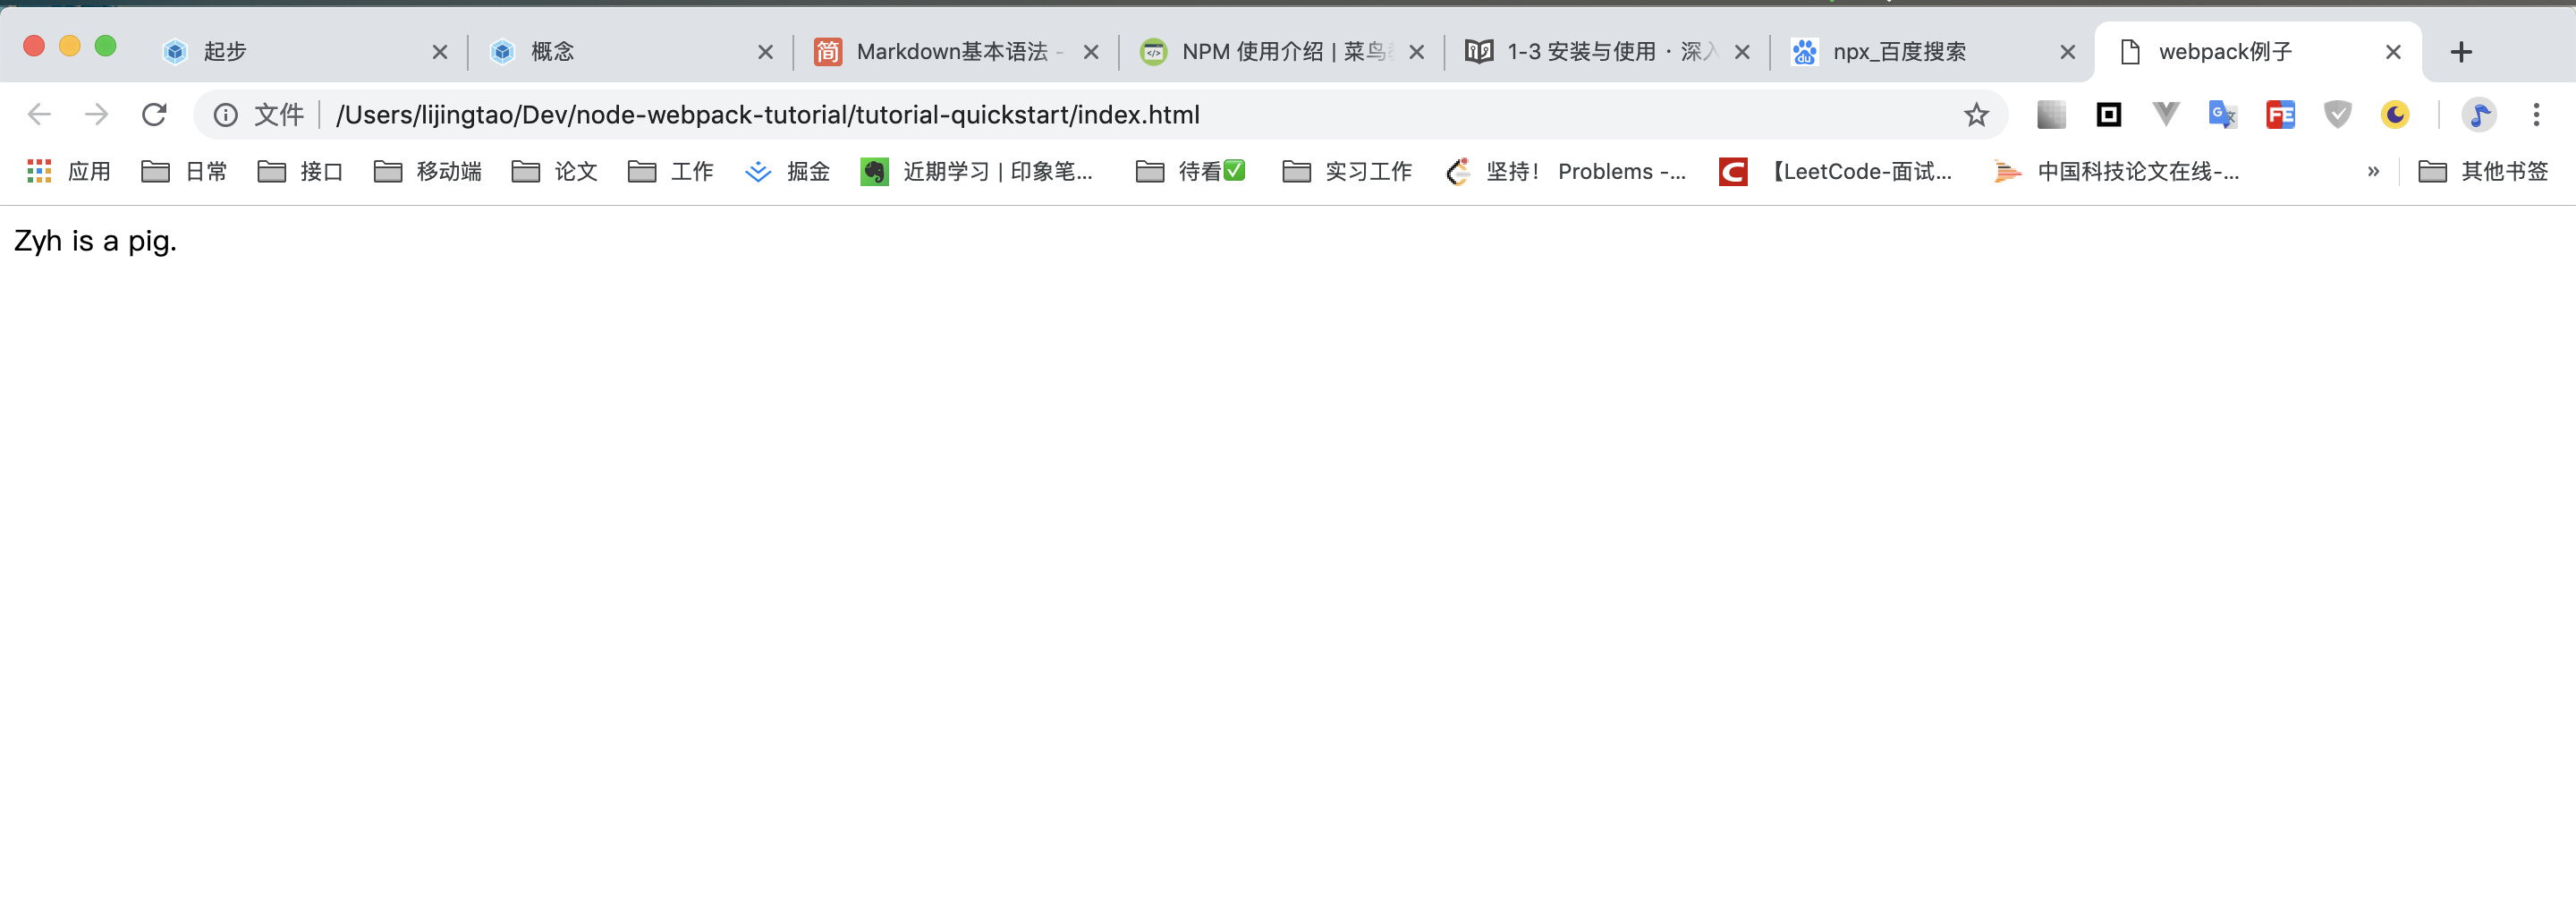 起步 概念 Markdown基本语法 - NPM 使用介绍 | 菜鸟 1-3 安装与使用 · 深入 npx_百度搜索 webpack例子
文件 /Users/lijingtao/Dev/node-webpack-tutorial/tutorial-quickstart/index.html
应用 日常 接口 移动端 论文 工作 掘金 近期学习 | 印象笔... 待看✅ 实习工作 坚持！ Problems -... 【LeetCode-面试... 中国科技论文在线-... » 其他书签
Zyh is a pig.